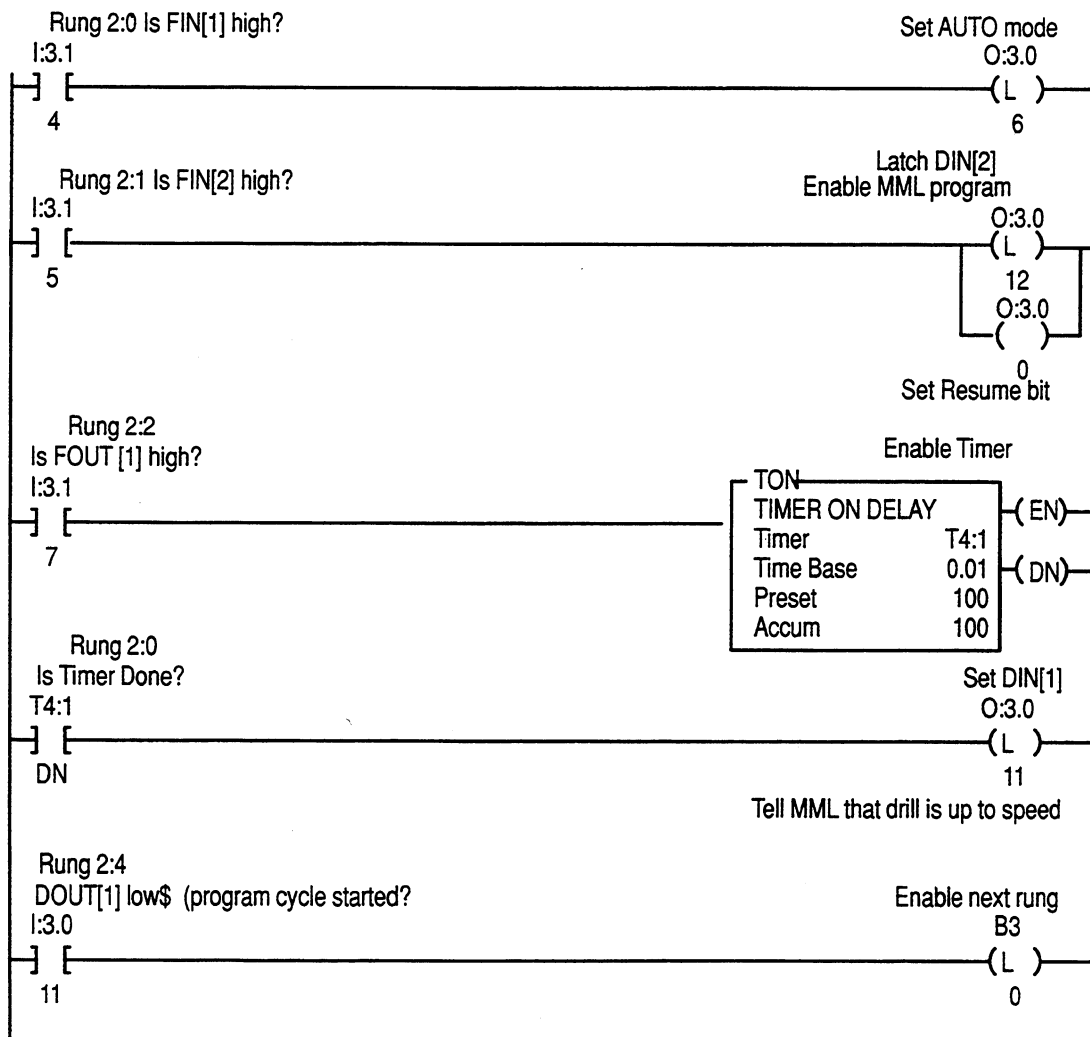 Rung 2:0 Is FIN[1] high?
Set AUTO mode
I:3.1
O:3.0
( L )
4
6
Rung 2:1 Is FIN[2] high?
Latch DIN[2]
Enable MML program
I:3.1
O:3.0
( L )
5
12
O:3.0
( )
0
Set Resume bit
Rung 2:2
Is FOUT [1] high?
Enable Timer
I:3.1
7
TON
TIMER ON DELAY
( EN )
Timer T4:1
Time Base 0.01
( DN )
Preset 100
Accum 100
Rung 2:0
Is Timer Done?
Set DIN[1]
T4:1
O:3.0
( L )
DN
11
Tell MML that drill is up to speed
Rung 2:4
DOUT[1] low$ (program cycle started?
Enable next rung
I:3.0
B3
( L )
11
0